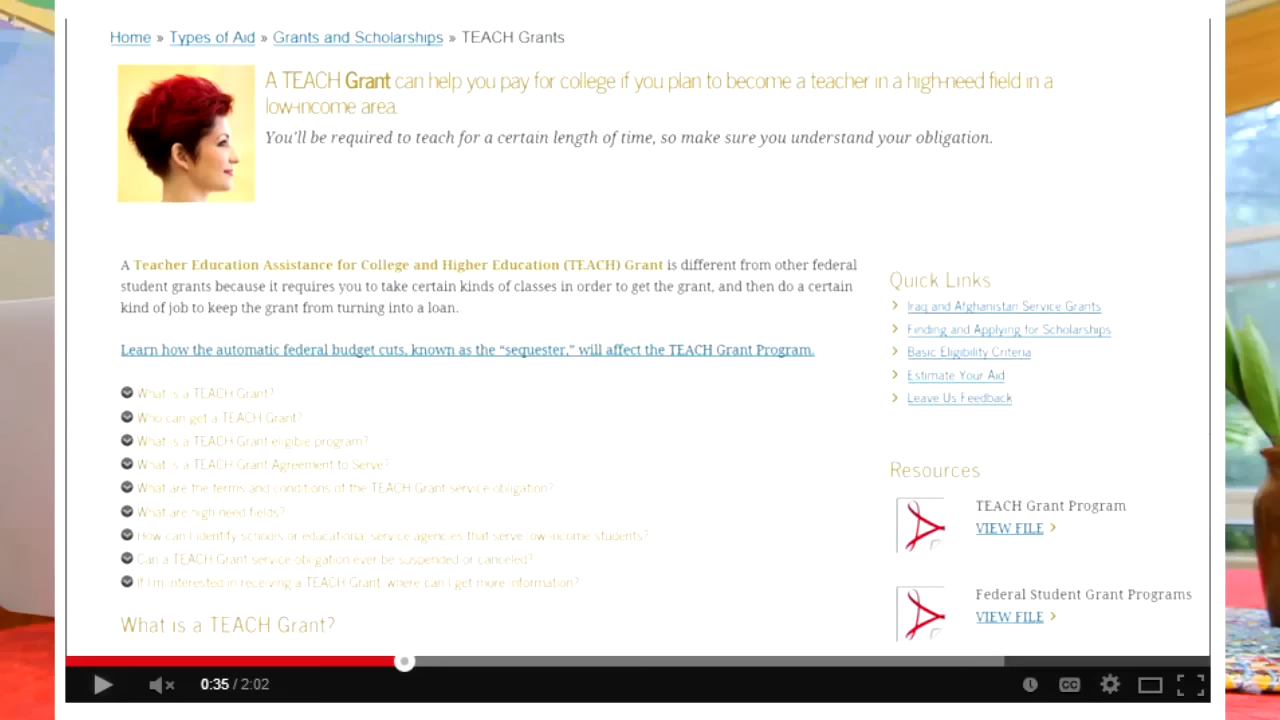 Home » Types of Aid » Grants and Scholarships » TEACH Grants
A TEACH Grant can help you pay for college if you plan to become a teacher in a high-need field in a
low-income area.
You'll be required to teach for a certain length of time, so make sure you understand your obligation.
A Teacher Education Assistance for College and Higher Education (TEACH) Grant is different from other federal
student grants because it requires you to take certain kinds of classes in order to get the grant, and then do a certain
kind of job to keep the grant from turning into a loan.
Learn how the automatic federal budget cuts, known as the “sequester,” will affect the TEACH Grant Program.
What is a TEACH Grant?
Who can get a TEACH Grant?
What is a TEACH Grant eligible program?
What is a TEACH Grant Agreement to Serve?
What are the terms and conditions of the TEACH Grant service obligation?
What are high-need fields?
How can I identify schools or educational service agencies that serve low-income students?
Can a TEACH Grant service obligation ever be suspended or canceled?
If I'm interested in receiving a TEACH Grant, where can I get more information?
What is a TEACH Grant?
Quick Links
Iraq and Afghanistan Service Grants
Finding and Applying for Scholarships
Basic Eligibility Criteria
Estimate Your Aid
Leave Us Feedback
Resources
TEACH Grant Program
VIEW FILE
Federal Student Grant Programs
VIEW FILE
0:35 / 2:02
CC